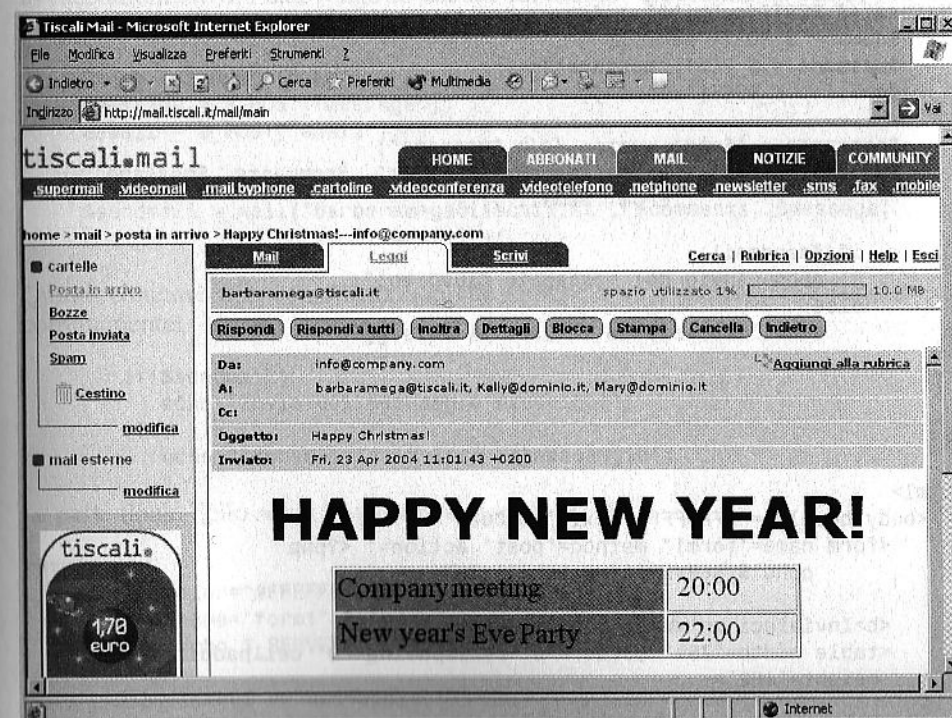 Tiscali Mail - Microsoft Internet Explorer
File Modifica Visualizza Preferiti Strumenti ?
Indietro Cerca Preferiti Multimedia
Indirizzo http://mail.tiscali.it/mail/main Vai
tiscali.mail HOME ABBONATI MAIL NOTIZIE COMMUNITY
.supermail .videomail .mail byphone .cartoline .videoconferenza .videotelefono .netphone .newsletter .sms .fax .mobile
home > mail > posta in arrivo > Happy Christmas!---info@company.com
Mail Leggi Scrivi Cerca | Rubrica | Opzioni | Help | Esci
cartelle
Posta in arrivo
Bozze
Posta inviata
Spam
Cestino
modifica
mail esterne
modifica
tiscali.
1,70
euro
barbaramega@tiscali.it spazio utilizzato 1% 10.0 MB
Rispondi Rispondi a tutti Inoltra Dettagli Blocca Stampa Cancella Indietro
Da: info@company.com Aggiungi alla rubrica
A: barbaramega@tiscali.it, Kelly@dominio.it, Mary@dominio.it
Cc:
Oggetto: Happy Christmas!
Inviato: Fri, 23 Apr 2004 11:01:43 +0200
HAPPY NEW YEAR!
Company meeting 20:00
New year's Eve Party 22:00
Internet